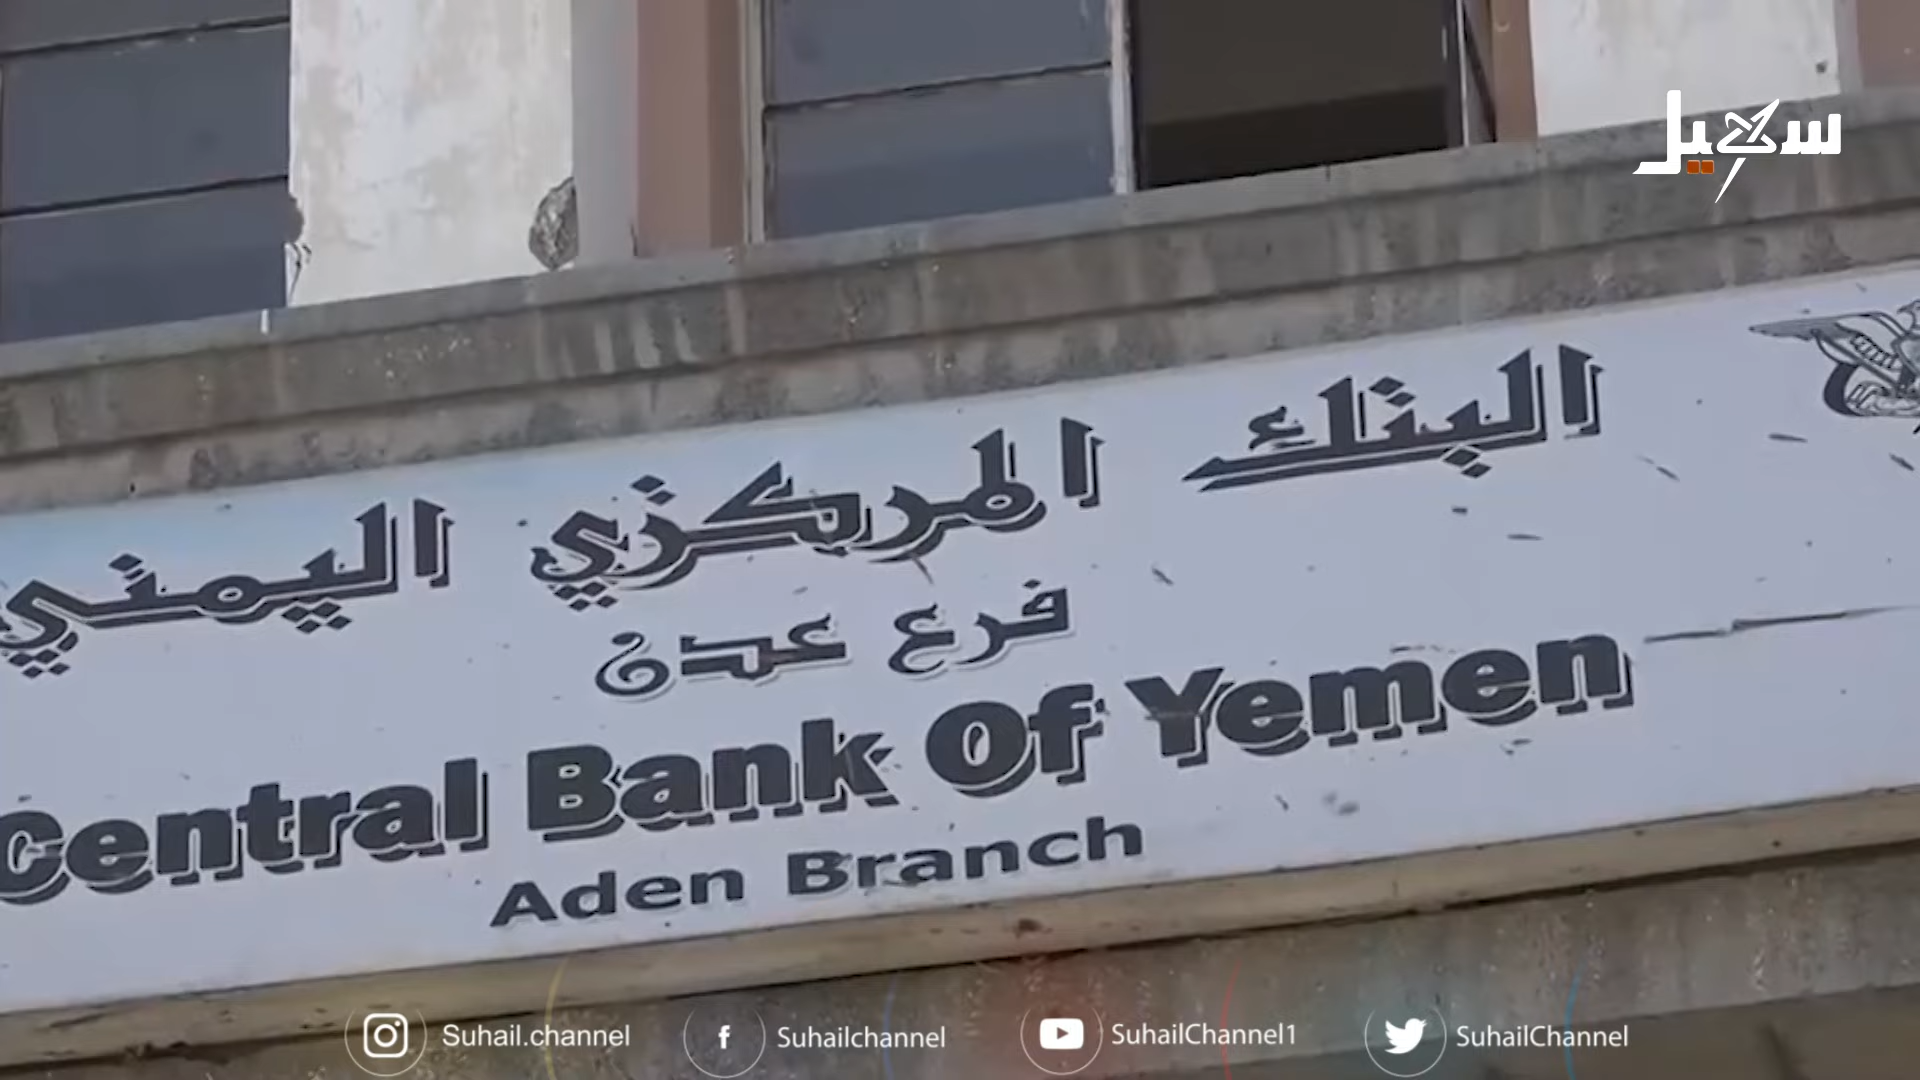 سهيل
البنك المركزي اليمني
فرع عدن
Central Bank Of Yemen
Aden Branch
Suhail.channel
Suhailchannel
SuhailChannel1
SuhailChannel